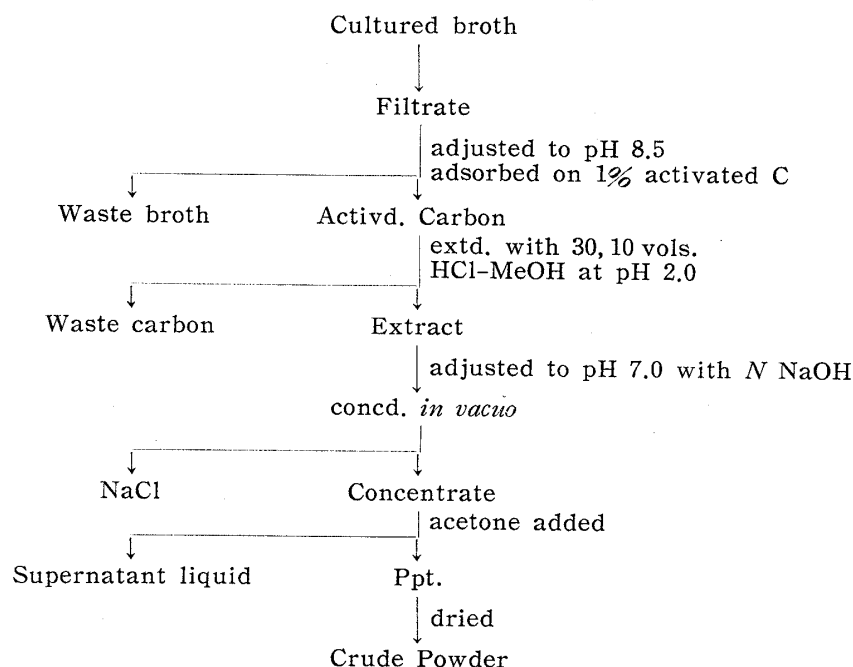 Cultured broth
Filtrate
adjusted to pH 8.5
adsorbed on 1% activated C
Waste broth
Activd. Carbon
extd. with 30, 10 vols.
HCl-MeOH at pH 2.0
Waste carbon
Extract
adjusted to pH 7.0 with N NaOH
concd. in vacuo
NaCl
Concentrate
acetone added
Supernatant liquid
Ppt.
dried
Crude Powder